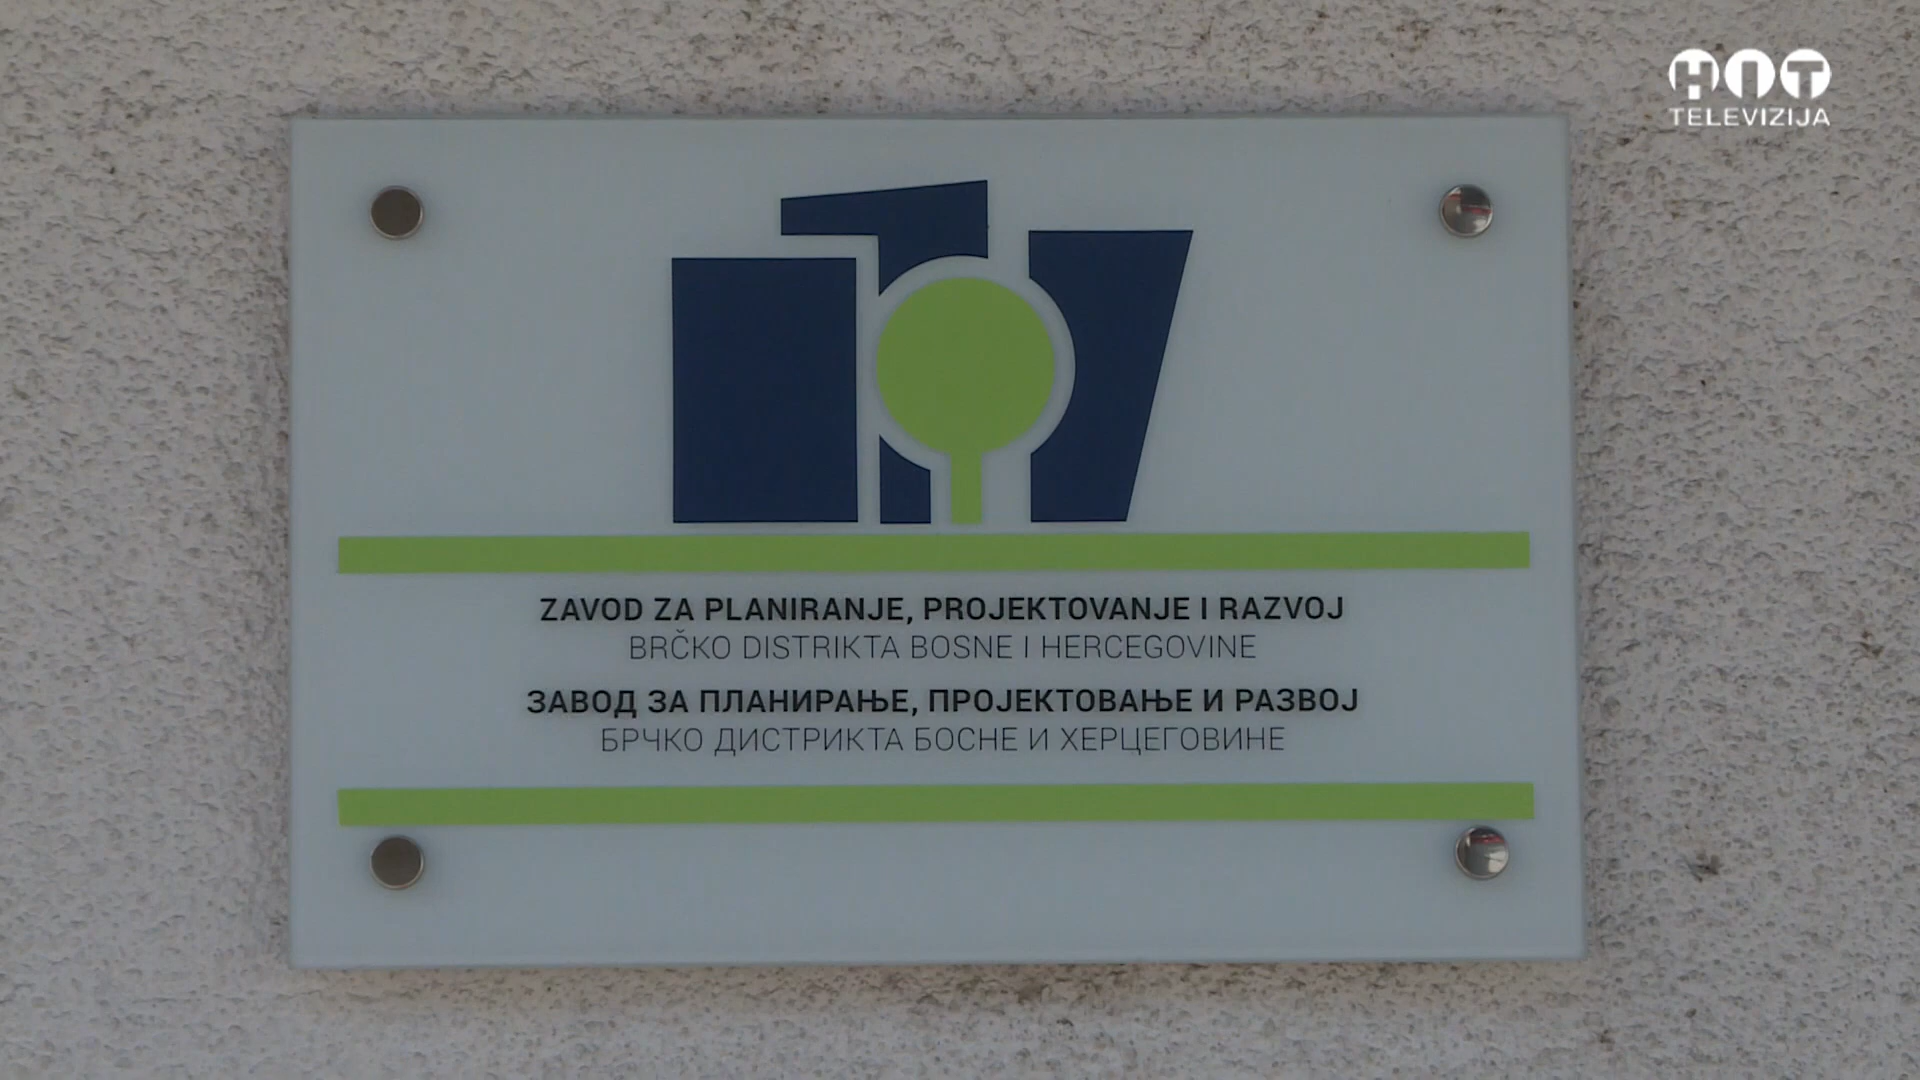 HIT
TELEVIZIJA
ZAVOD ZA PLANIRANJE, PROJEKTOVANJE I RAZVOJ
BRČKO DISTRIKTA BOSNE I HERCEGOVINE
ЗАВОД ЗА ПЛАНИРАЊЕ, ПРОЈЕКТОВАЊЕ И РАЗВОЈ
БРЧКО ДИСТРИКТА БОСНЕ И ХЕРЦЕГОВИНЕ